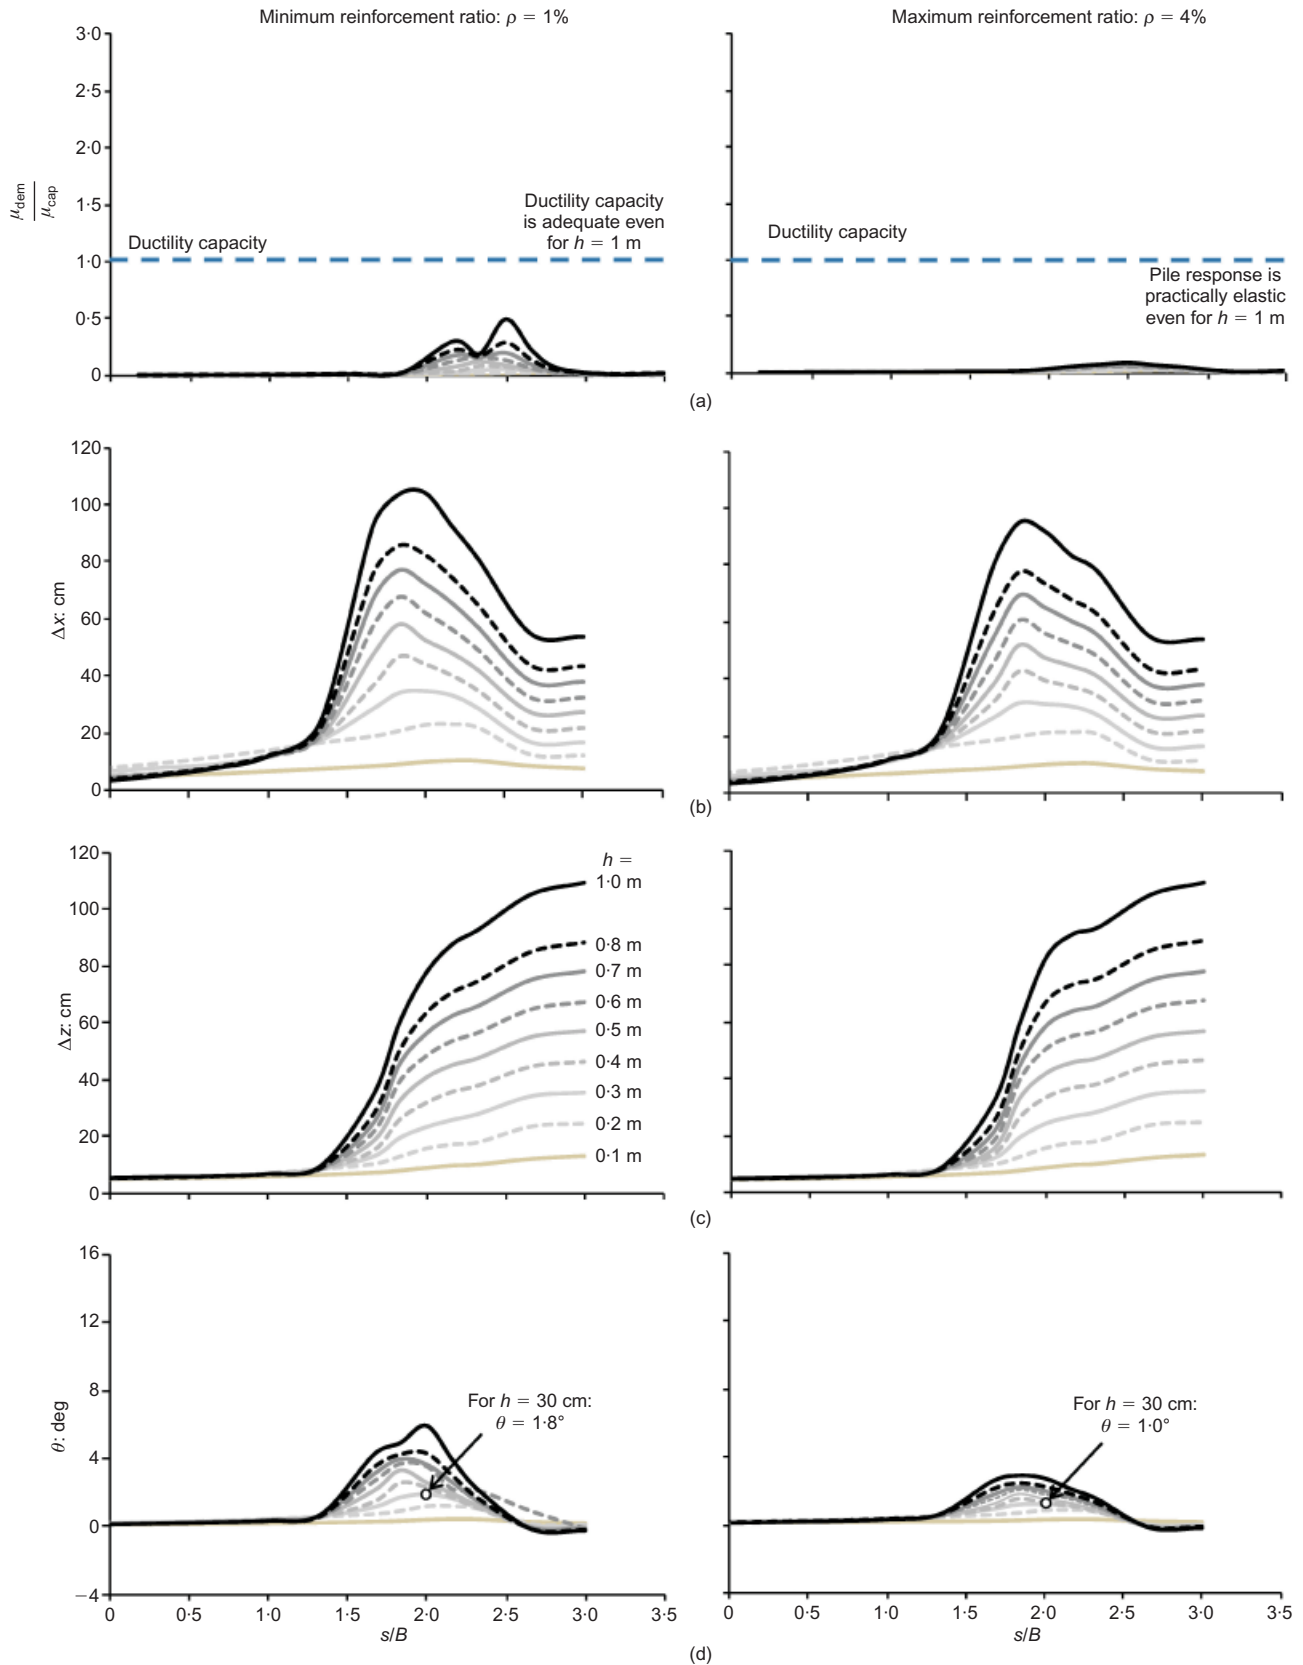 Minimum reinforcement ratio: ρ = 1%
Maximum reinforcement ratio: ρ = 4%
3·0
2·5
2·0
1·5
1·0
0·5
0
μdem
μcap
Ductility capacity
Ductility capacity
is adequate even
for h = 1 m
Ductility capacity
Pile response is
practically elastic
even for h = 1 m
(a)
120
100
80
60
40
20
0
Δx: cm
(b)
120
100
80
60
40
20
0
Δz: cm
h =
1·0 m
0·8 m
0·7 m
0·6 m
0·5 m
0·4 m
0·3 m
0·2 m
0·1 m
(c)
16
12
8
4
0
−4
θ: deg
For h = 30 cm:
θ = 1·8°
For h = 30 cm:
θ = 1·0°
0 0·5 1·0 1·5 2·0 2·5 3·0 3·5
s/B
0 0·5 1·0 1·5 2·0 2·5 3·0 3·5
s/B
(d)